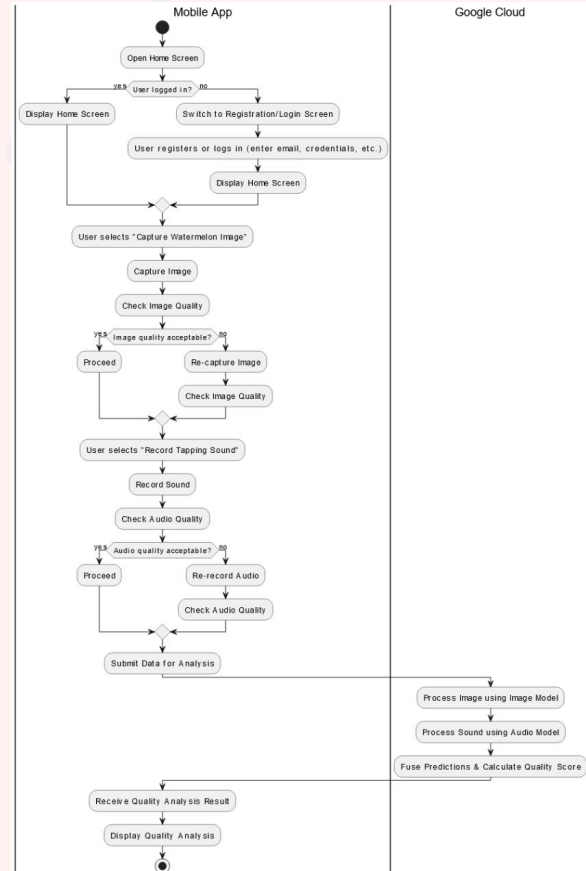 Mobile App
Google Cloud
Open Home Screen
yes
User logged in?
no
Display Home Screen
Switch to Registration/Login Screen
User registers or logs in (enter email, credentials, etc.)
Display Home Screen
User selects "Capture Watermelon Image"
Capture Image
Check Image Quality
yes
Image quality acceptable?
no
Proceed
Re-capture Image
Check Image Quality
User selects "Record Tapping Sound"
Record Sound
Check Audio Quality
yes
Audio quality acceptable?
no
Proceed
Re-record Audio
Check Audio Quality
Submit Data for Analysis
Process Image using Image Model
Process Sound using Audio Model
Fuse Predictions & Calculate Quality Score
Receive Quality Analysis Result
Display Quality Analysis